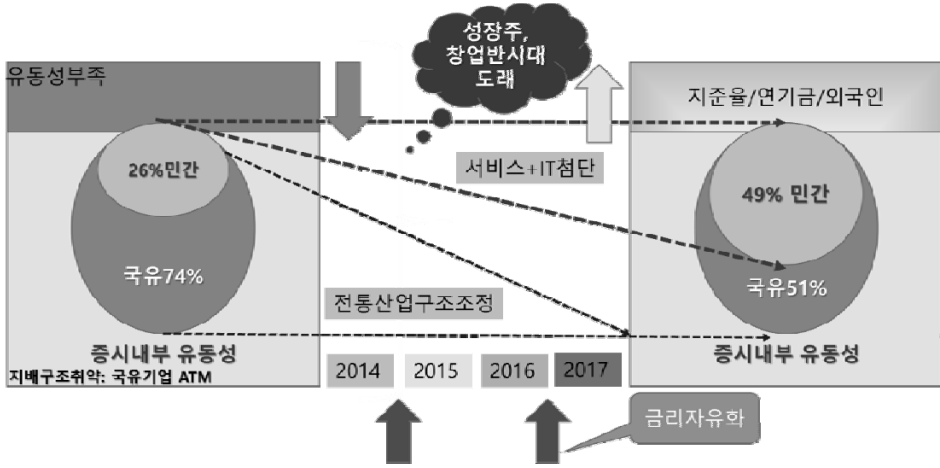 성장주,
창업반시대
도래
유동성부족
지준율/연기금/외국인
26%민간
서비스+IT첨단
49% 민간
국유74%
국유51%
전통산업구조조정
증시내부 유동성
증시내부 유동성
지배구조취약: 국유기업 ATM
2014
2015
2016
2017
금리자유화